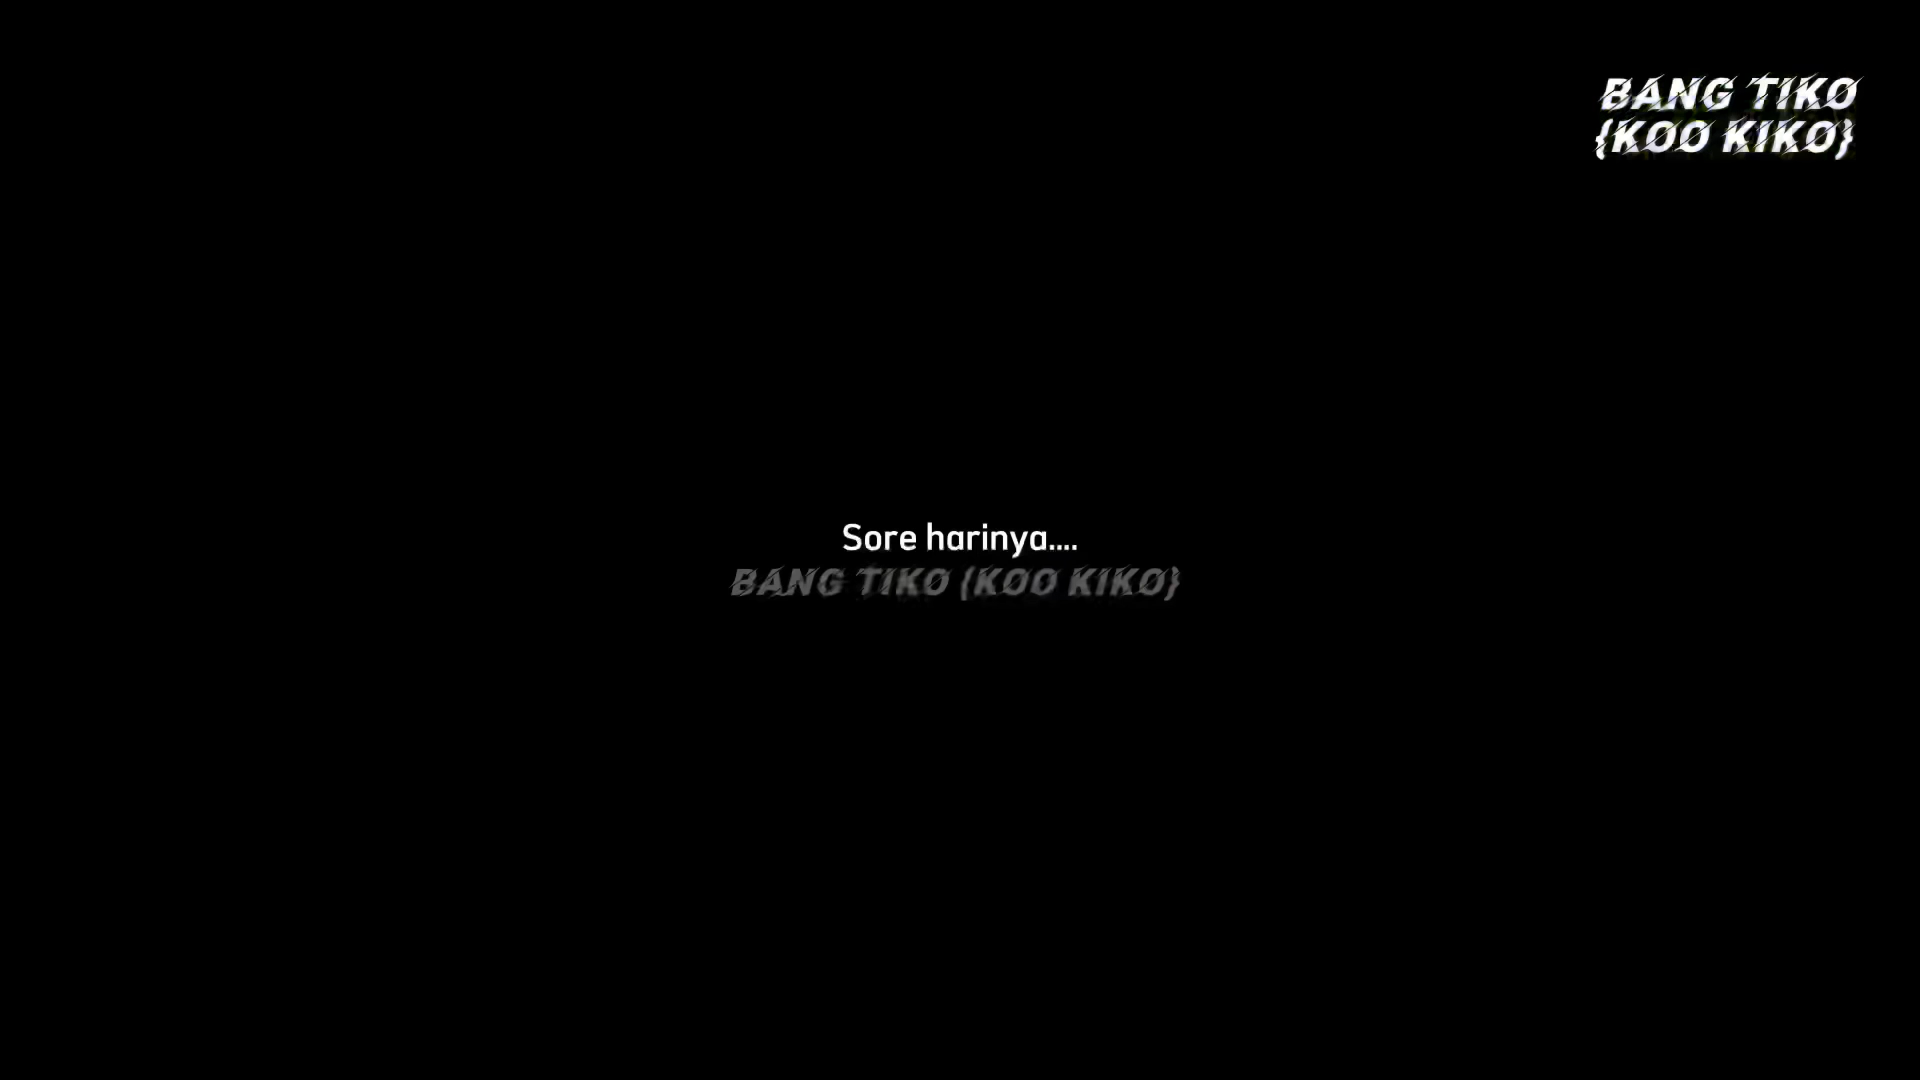 BANG TIKO
{KOO KIKO}
Sore harinya....
BANG TIKO {KOO KIKO}